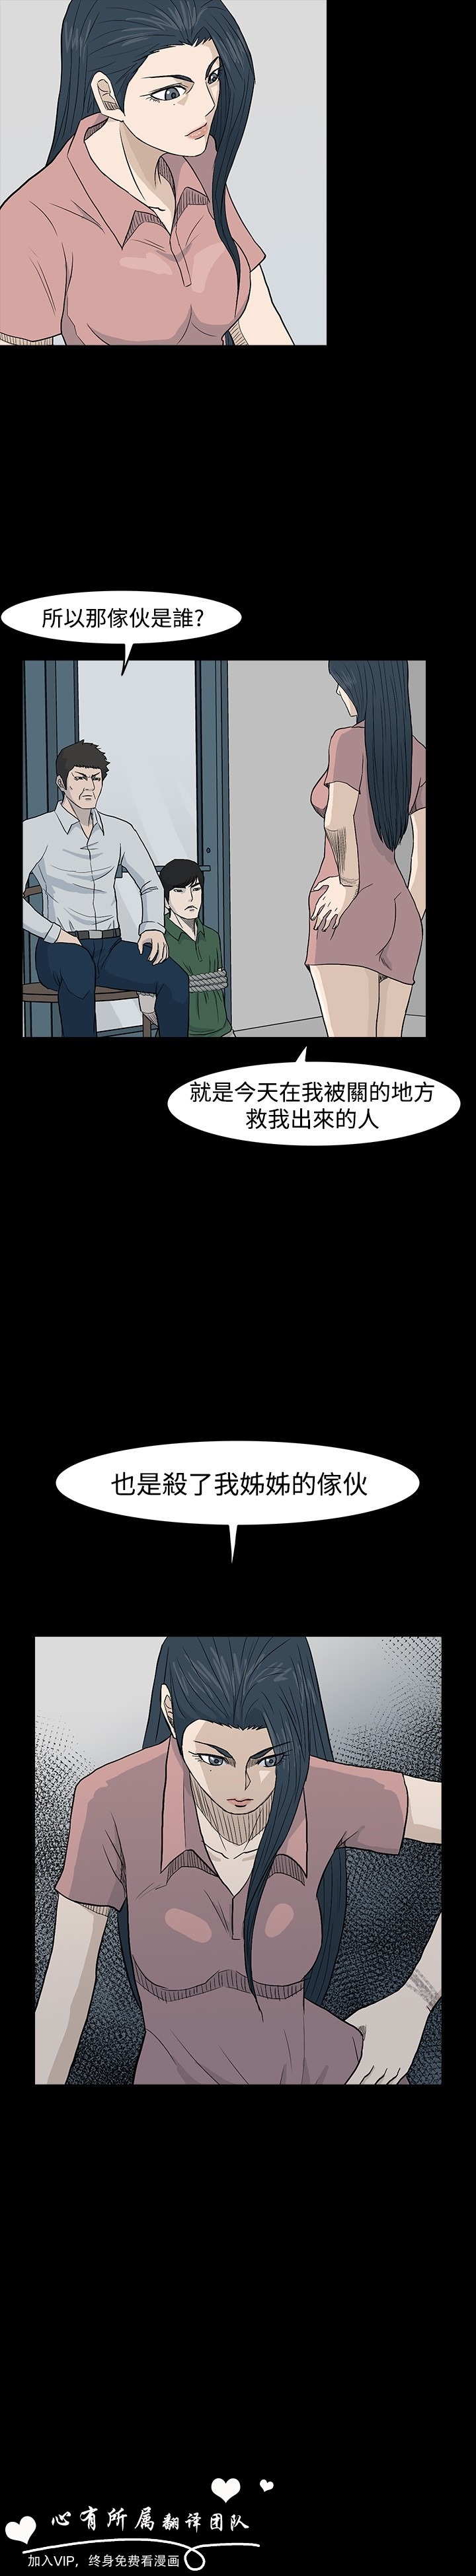 所以那傢伙是誰?
就是今天在我被關的地方
救我出來的人
也是殺了我姊姊的傢伙
心有所属翻译团队
加入VIP，终身免费看漫画